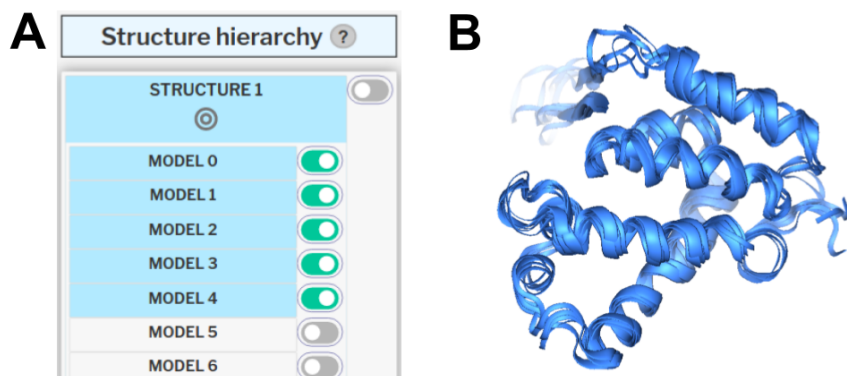 A
Structure hierarchy ?
STRUCTURE 1
MODEL 0
MODEL 1
MODEL 2
MODEL 3
MODEL 4
MODEL 5
MODEL 6
B